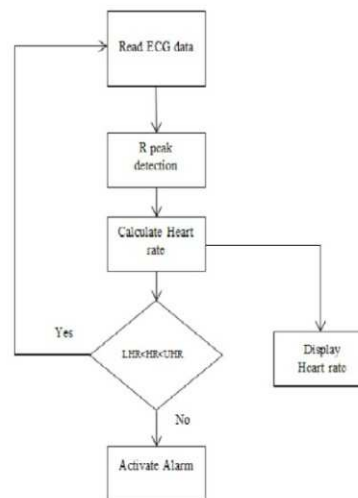 Read ECG data
R peak
detection
Calculate Heart
rate
Yes
LHR<HR<UHR
Display
Heart rate
No
Activate Alarm